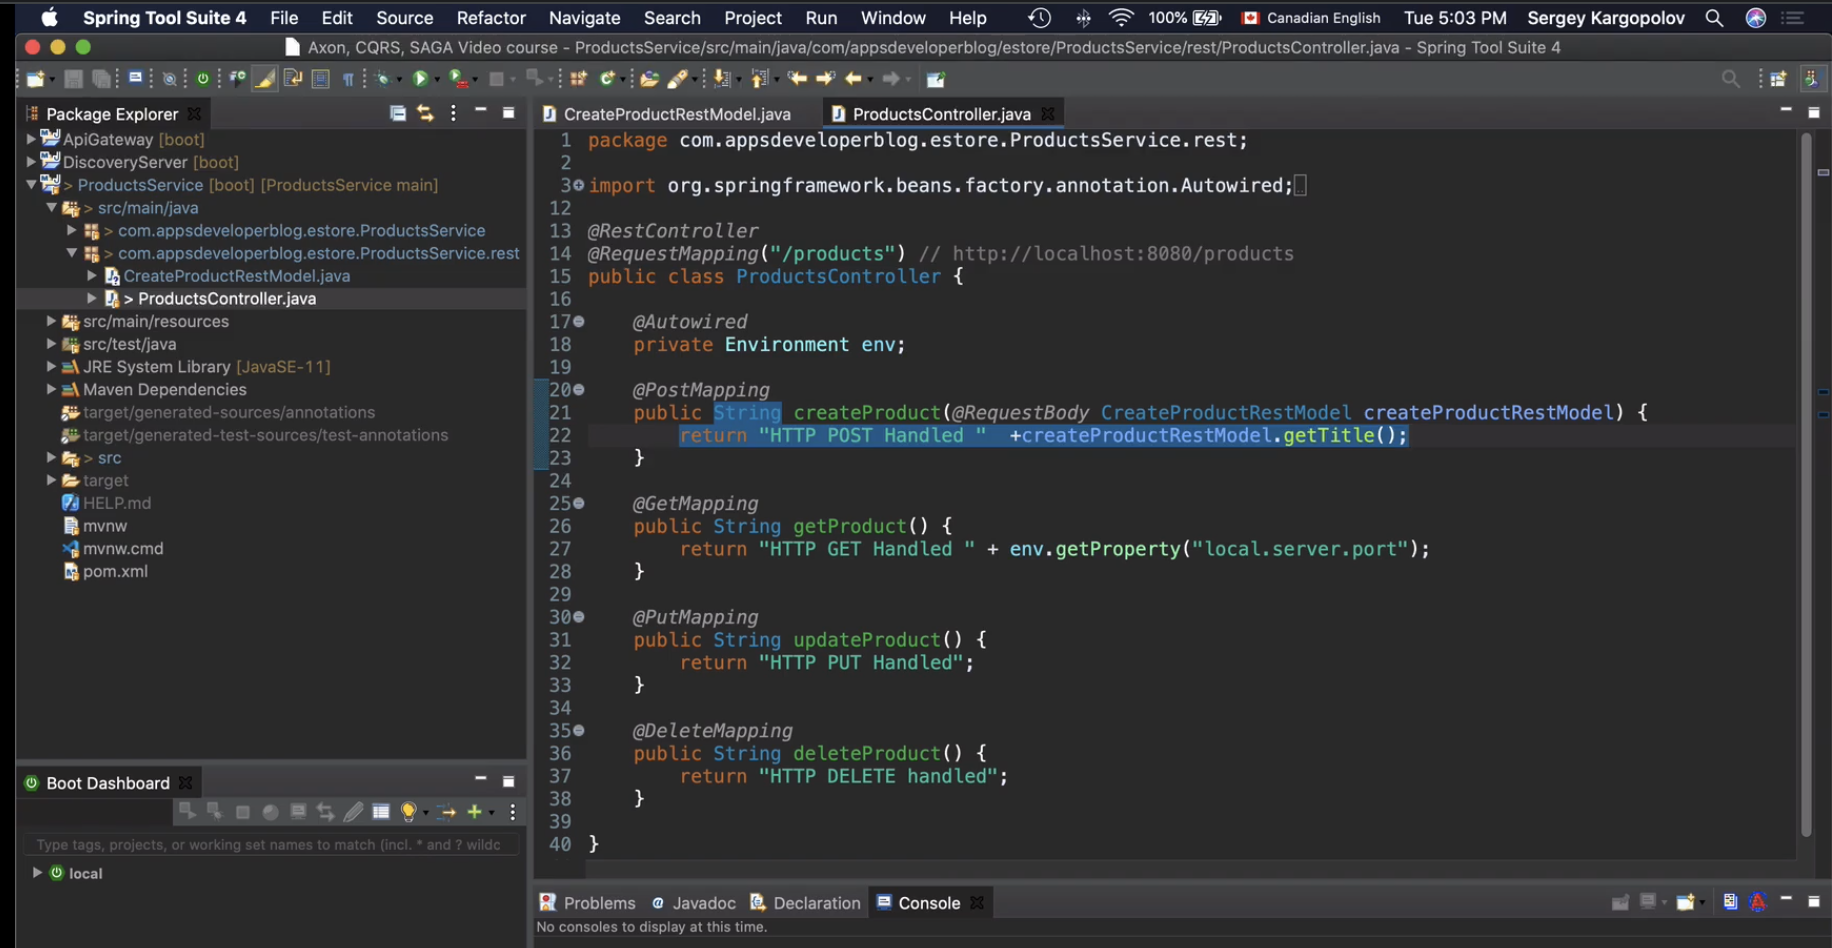 Spring Tool Suite 4 File Edit Source Refactor Navigate Search Project Run Window Help 100% Canadian English Tue 5:03 PM Sergey Kargopolov
Axon, CQRS, SAGA Video course - ProductsService/src/main/java/com/appsdeveloperblog/estore/ProductsService/rest/ProductsController.java - Spring Tool Suite 4
Package Explorer
ApiGateway [boot]
DiscoveryServer [boot]
> ProductsService [boot] [ProductsService main]
> src/main/java
> com.appsdeveloperblog.estore.ProductsService
> com.appsdeveloperblog.estore.ProductsService.rest
CreateProductRestModel.java
> ProductsController.java
src/main/resources
src/test/java
JRE System Library [JavaSE-11]
Maven Dependencies
target/generated-sources/annotations
target/generated-test-sources/test-annotations
> src
target
HELP.md
mvnw
mvnw.cmd
pom.xml
Boot Dashboard
Type tags, projects, or working set names to match (incl. * and ? wildc
local
CreateProductRestModel.java ProductsController.java
1 package com.appsdeveloperblog.estore.ProductsService.rest;
2
3 import org.springframework.beans.factory.annotation.Autowired;
12
13 @RestController
14 @RequestMapping("/products") // http://localhost:8080/products
15 public class ProductsController {
16
17 @Autowired
18 private Environment env;
19
20 @PostMapping
21 public String createProduct(@RequestBody CreateProductRestModel createProductRestModel) {
22 return "HTTP POST Handled " +createProductRestModel.getTitle();
23 }
24
25 @GetMapping
26 public String getProduct() {
27 return "HTTP GET Handled " + env.getProperty("local.server.port");
28 }
29
30 @PutMapping
31 public String updateProduct() {
32 return "HTTP PUT Handled";
33 }
34
35 @DeleteMapping
36 public String deleteProduct() {
37 return "HTTP DELETE handled";
38 }
39
40 }
Problems Javadoc Declaration Console
No consoles to display at this time.